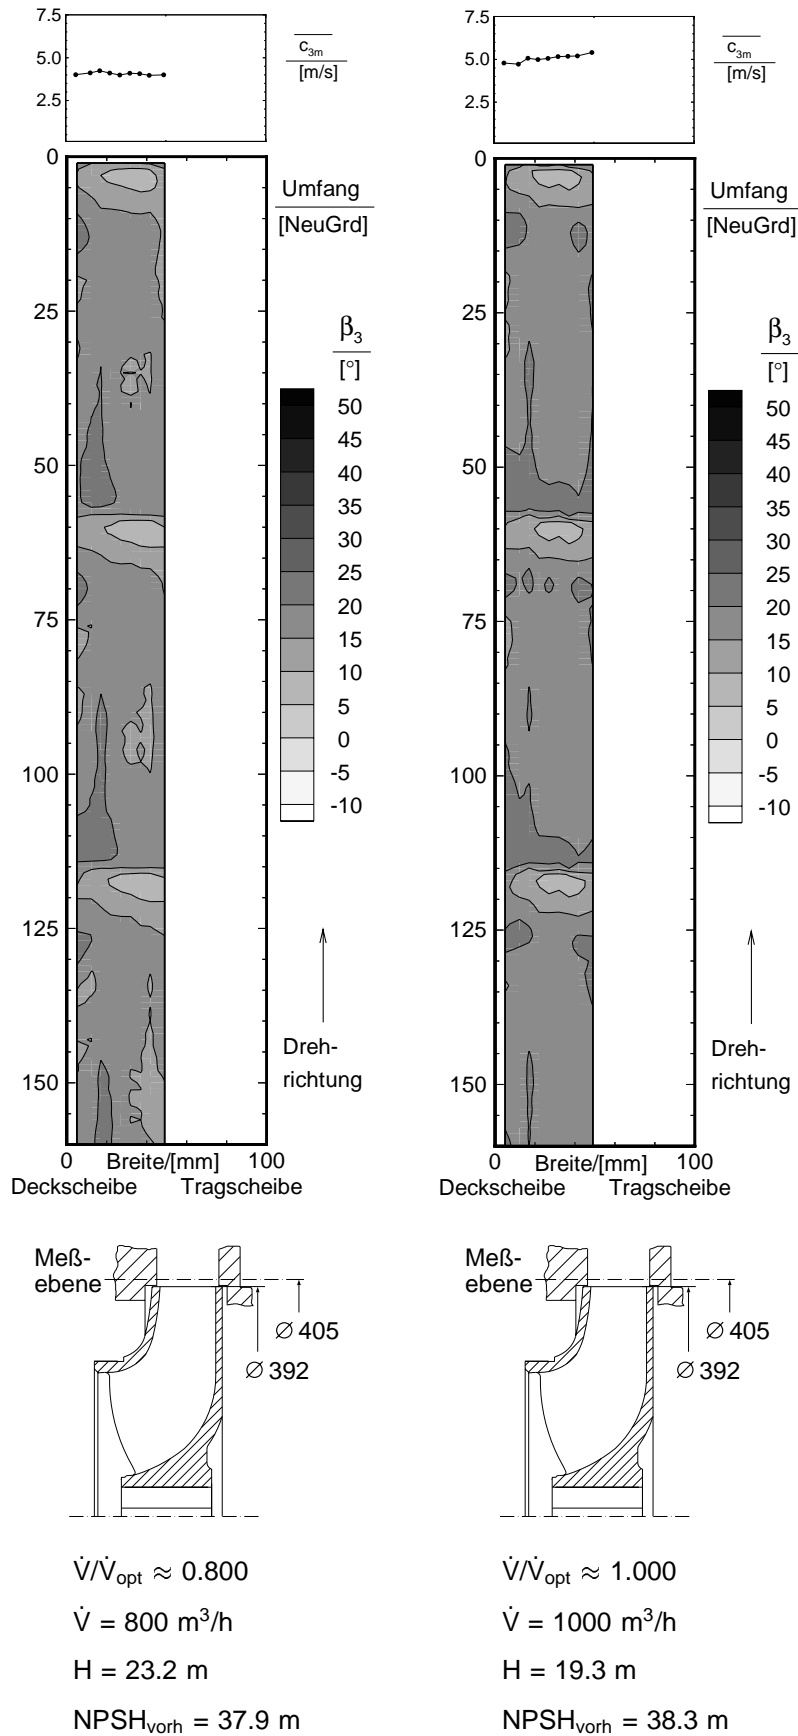 7.5
5.0
2.5
c3m
[m/s]
0
25
50
75
100
125
150
Umfang
[NeuGrd]
β3
[°]
50
45
40
35
30
25
20
15
10
5
0
-5
-10
Dreh-
richtung
0 Breite/[mm] 100
Deckscheibe Tragscheibe
Meß-
ebene
∅ 405
∅ 392
V̇/V̇opt ≈ 0.800
V̇ = 800 m³/h
H = 23.2 m
NPSHvorh = 37.9 m
7.5
5.0
2.5
c3m
[m/s]
0
25
50
75
100
125
150
Umfang
[NeuGrd]
β3
[°]
50
45
40
35
30
25
20
15
10
5
0
-5
-10
Dreh-
richtung
0 Breite/[mm] 100
Deckscheibe Tragscheibe
Meß-
ebene
∅ 405
∅ 392
V̇/V̇opt ≈ 1.000
V̇ = 1000 m³/h
H = 19.3 m
NPSHvorh = 38.3 m